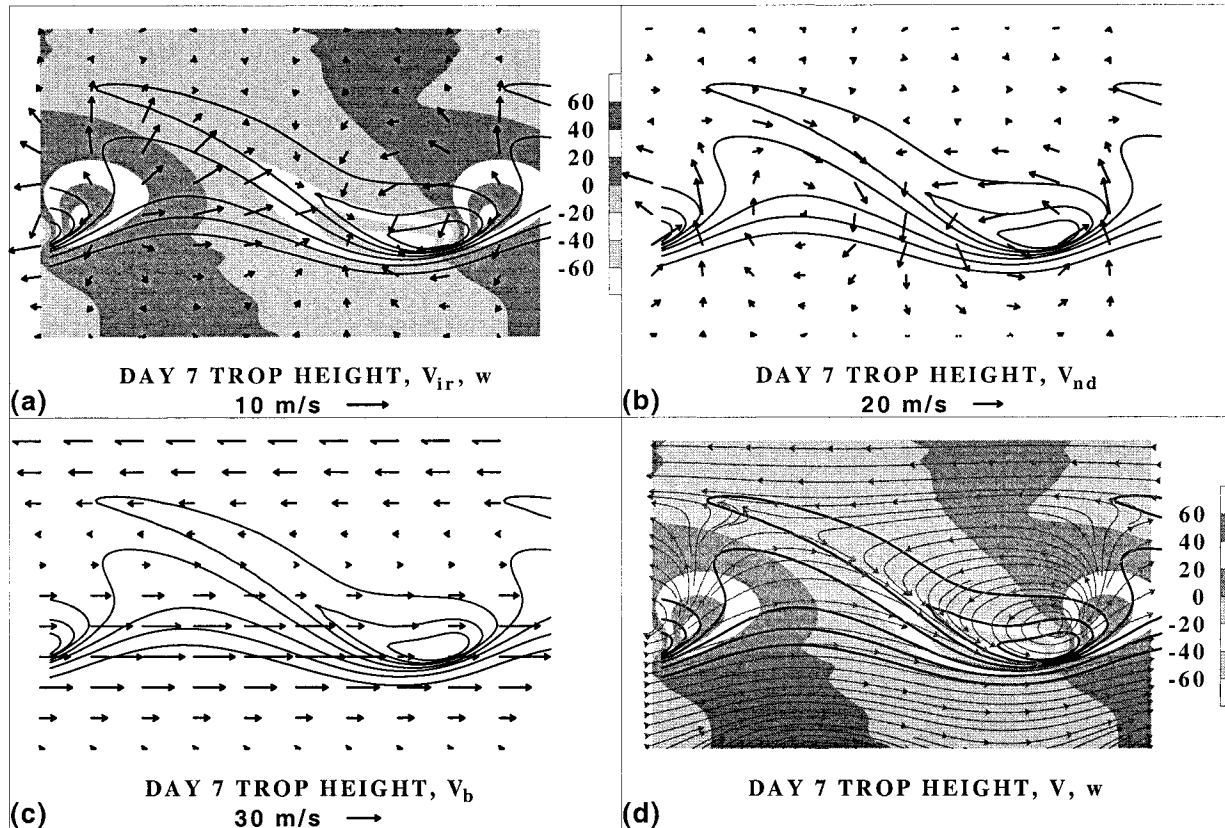 60
40
20
0
-20
-40
-60
DAY 7 TROP HEIGHT, V_ir, w
(a)
10 m/s
DAY 7 TROP HEIGHT, V_nd
(b)
20 m/s
DAY 7 TROP HEIGHT, V_b
(c)
30 m/s
60
40
20
0
-20
-40
-60
DAY 7 TROP HEIGHT, V, w
(d)